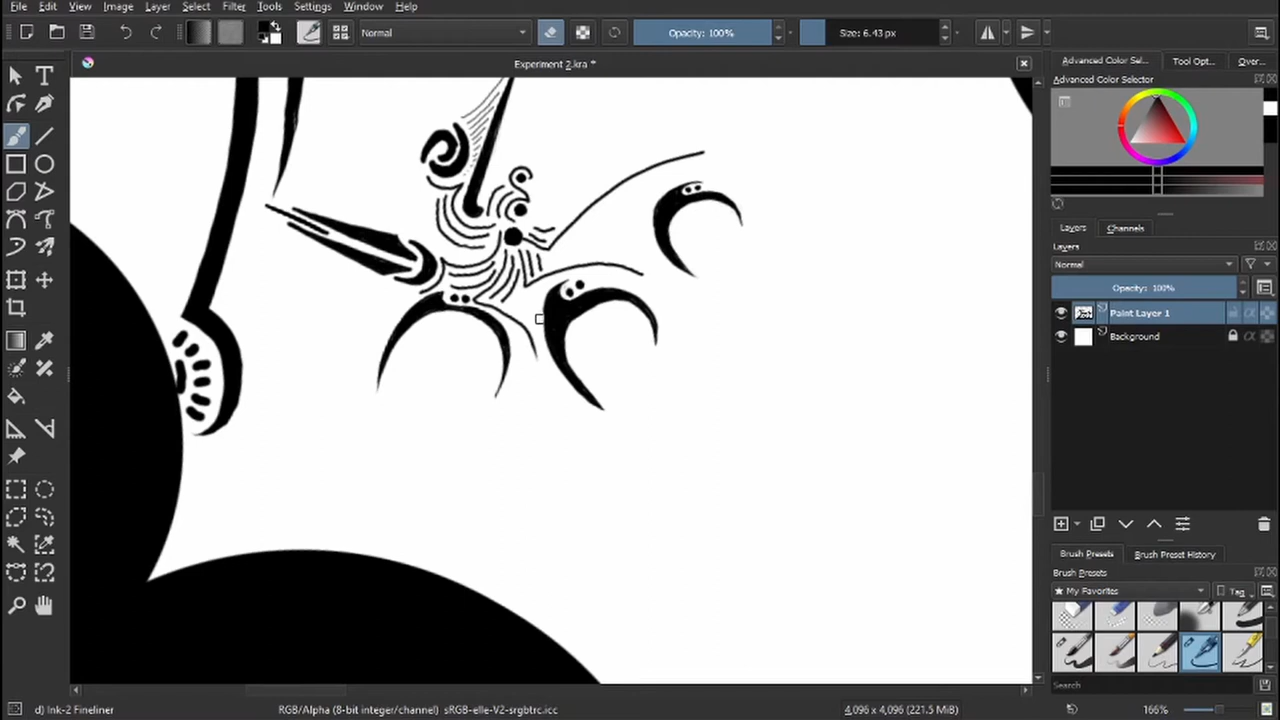 File Edit View Image Layer Select Filter Tools Settings Window Help
Normal Opacity: 100% Size: 6.43 px
Experiment 2.kra *
Advanced Color Sel... Tool Opt... Over...
Advanced Color Selector
Layers Channels
Layers
Normal
Opacity: 100%
Paint Layer 1
Background
Brush Presets Brush Preset History
Brush Presets
My Favorites Tag
Search
d) Ink-2 Fineliner RGB/Alpha (8-bit integer/channel) sRGB-elle-V2-srgbtrc.icc 4,096 x 4,096 (221.5 MiB) 166%